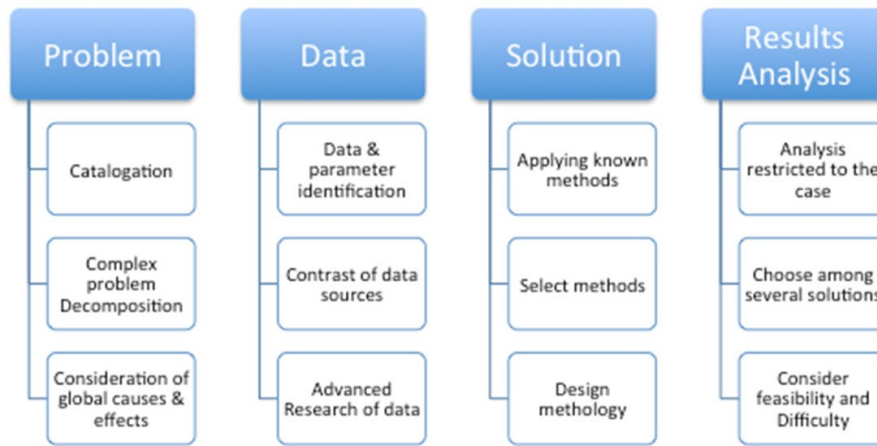 Problem
Catalogation
Complex
problem
Decomposition
Consideration of
global causes &
effects
Data
Data &
parameter
identification
Contrast of data
sources
Advanced
Research of data
Solution
Applying known
methods
Select methods
Design
methology
Results
Analysis
Analysis
restricted to the
case
Choose among
several solutions
Consider
feasibility and
Difficulty